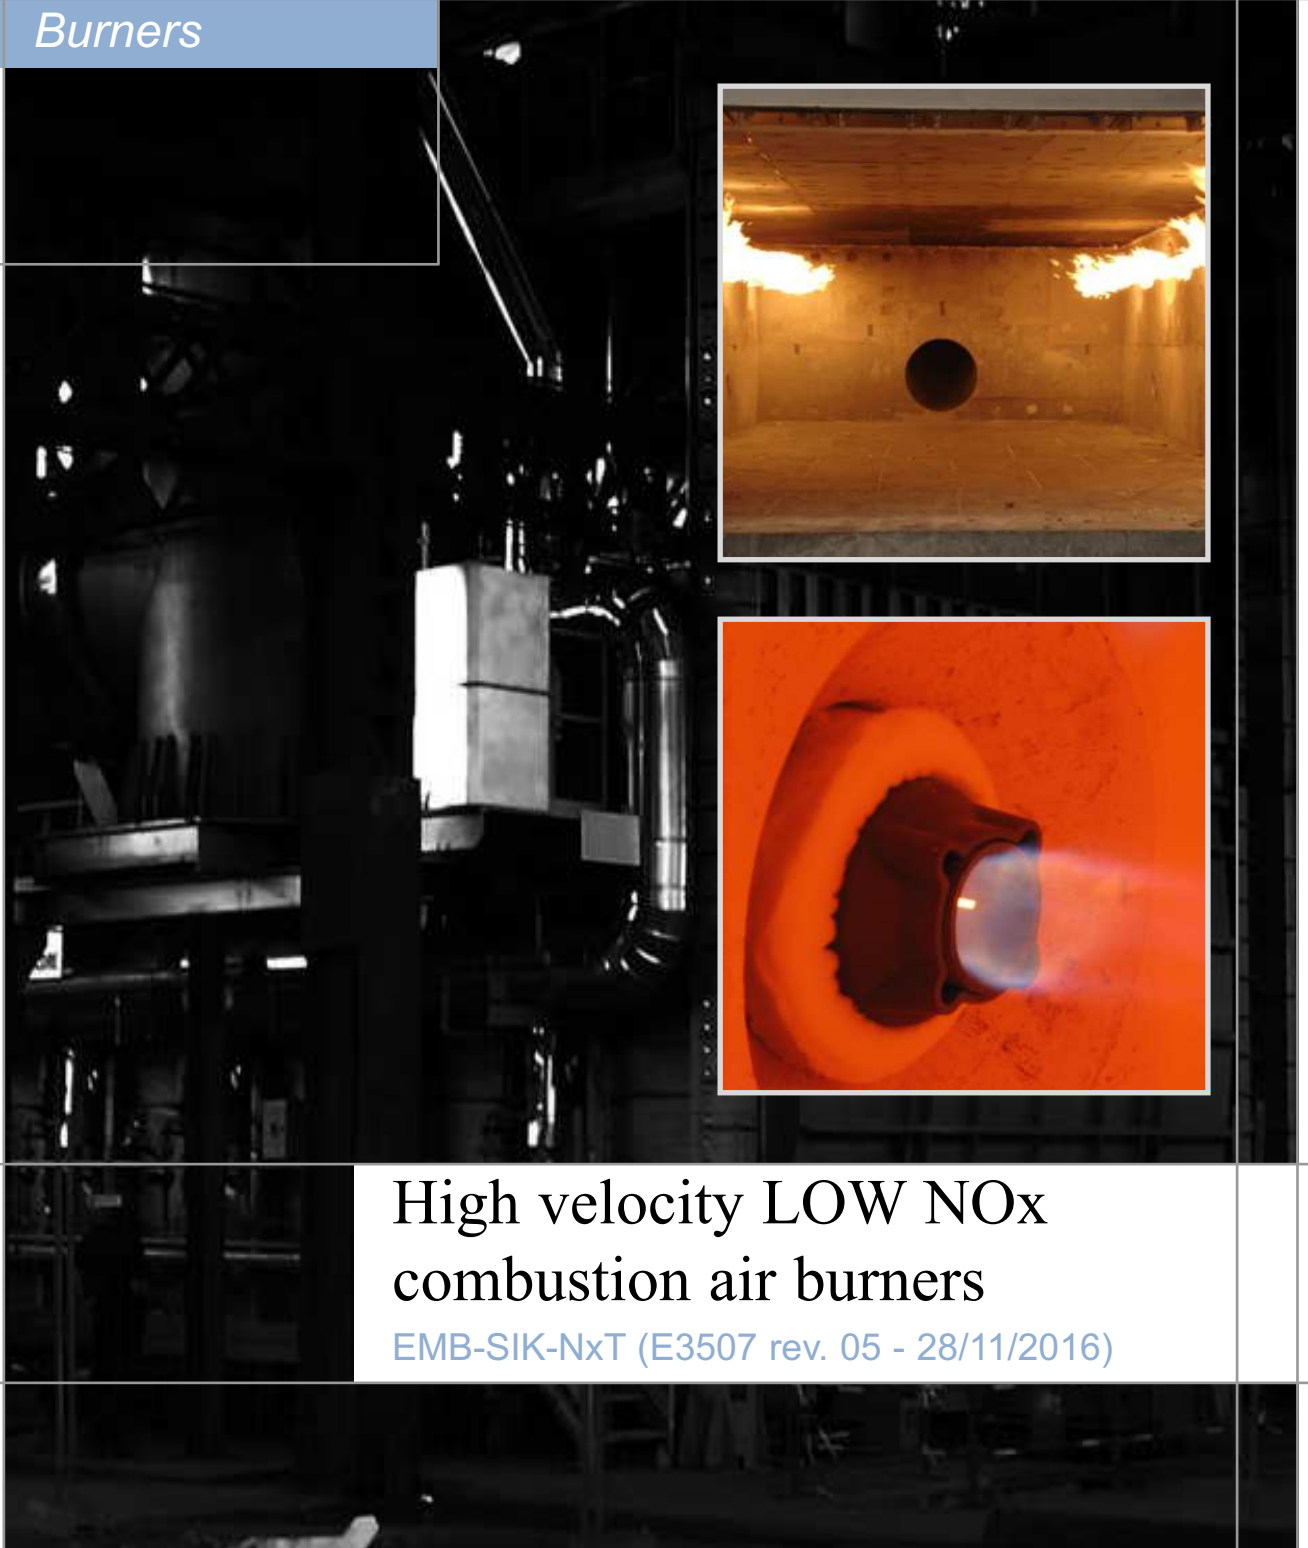 Burners
High velocity LOW NOx
combustion air burners
EMB-SIK-NxT (E3507 rev. 05 - 28/11/2016)